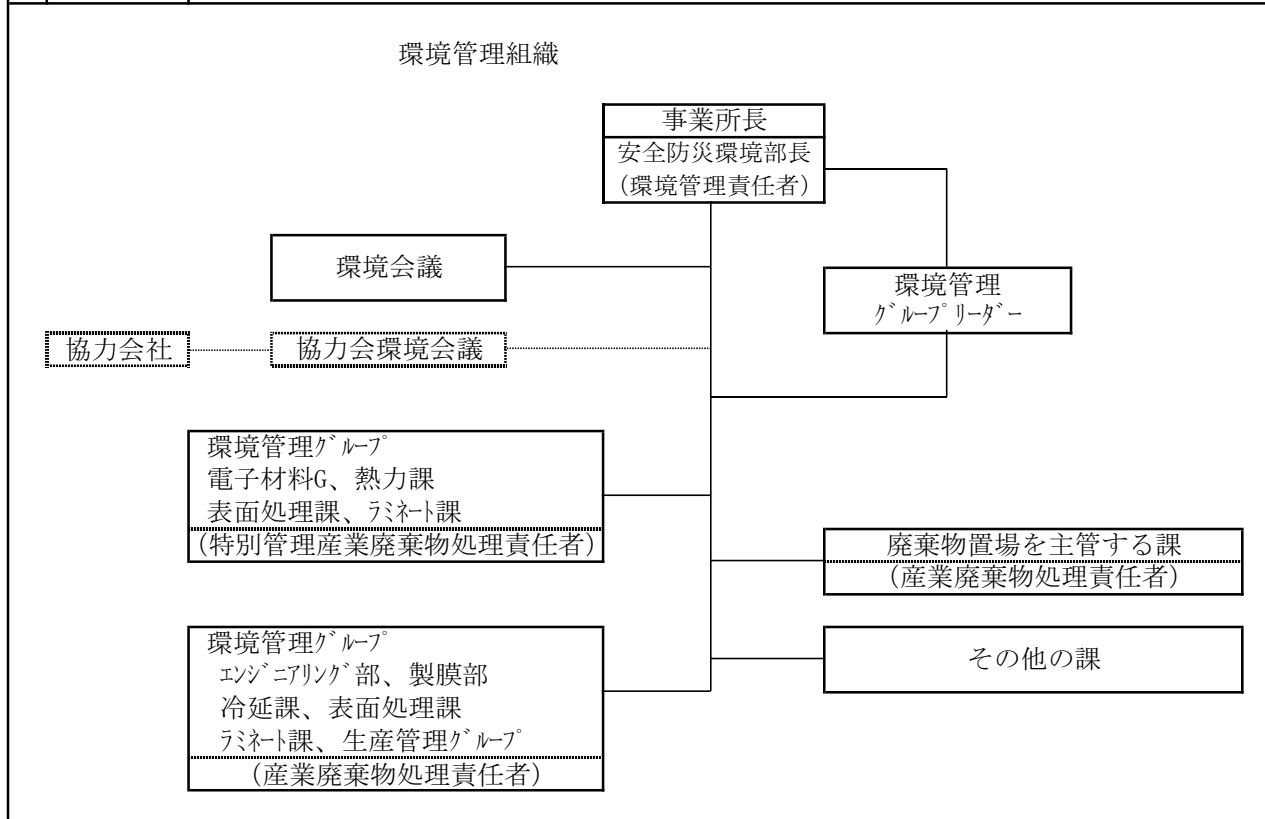 環境管理組織
事業所長
安全防災環境部長
(環境管理責任者)
環境会議
環境管理
ｸﾞﾙｰﾌﾟﾘｰﾀﾞｰ
協力会社
協力会環境会議
環境管理ｸﾞﾙｰﾌﾟ
電子材料G、熱力課
表面処理課、ﾗﾐﾈｰﾄ課
(特別管理産業廃棄物処理責任者)
廃棄物置場を主管する課
(産業廃棄物処理責任者)
環境管理ｸﾞﾙｰﾌﾟ
ｴﾝｼﾞﾆｱﾘﾝｸﾞ部、製膜部
冷延課、表面処理課
ﾗﾐﾈｰﾄ課、生産管理ｸﾞﾙｰﾌﾟ
(産業廃棄物処理責任者)
その他の課